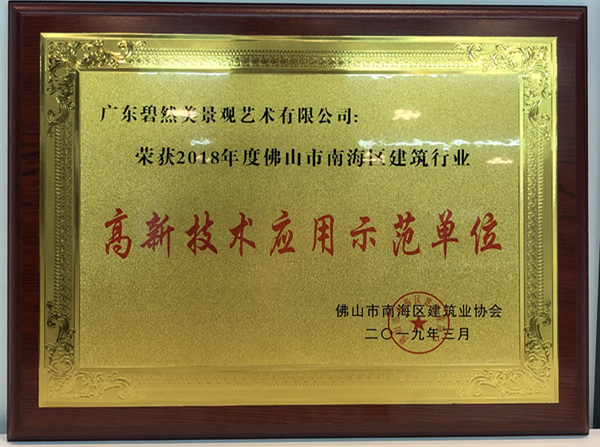 广东碧然美景观艺术有限公司:
荣获2018年度佛山市南海区建筑行业
高新技术应用示范单位
佛山市南海区建筑业协会
二〇一九年三月